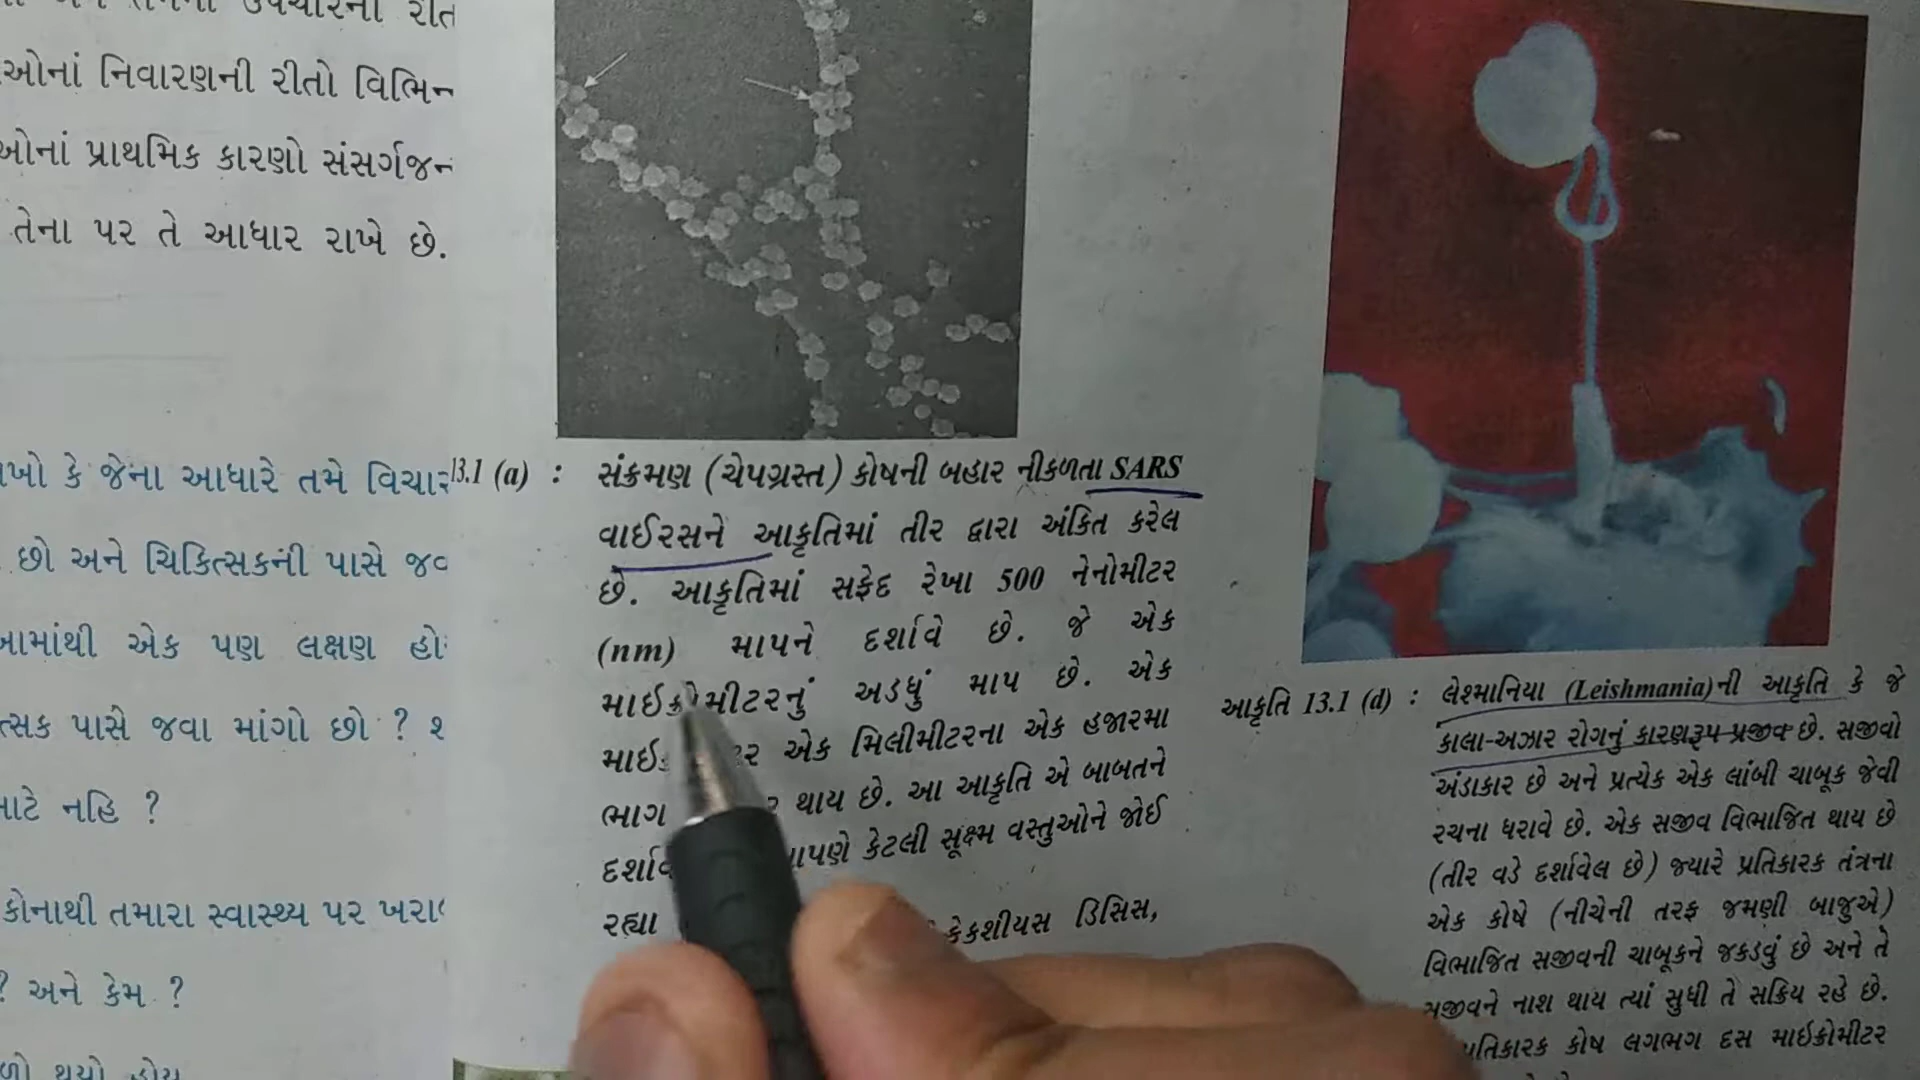 ઓનાં નિવારણની રીતો વિભિન
ઓનાં પ્રાથમિક કારણો સંસર્ગજન
તેના પર તે આધાર રાખે છે.
ખો કે જેના આધારે તમે વિચાર
છો અને ચિકિત્સકની પાસે જવ
નામાંથી એક પણ લક્ષણ હો
ત્સક પાસે જવા માંગો છો ?
માટે નહિ ?
કોનાથી તમારા સ્વાસ્થ્ય પર ખરા
? અને કેમ ?
13.1 (a) : સંક્રમણ (ચેપગ્રસ્ત) કોષની બહાર નીકળતા SARS
વાઈરસને આકૃતિમાં તીર દ્વારા અંકિત કરેલ
છે. આકૃતિમાં સફેદ રેખા 500 નેનોમીટર
(nm) માપને દર્શાવે છે. જે એક
માઈક્રોમીટરનું અડધું માપ છે. એક
એક મિલીમીટરના એક હજારમા
ભાગ થાય છે. આ આકૃતિ એ બાબતને
કેટલી સૂક્ષ્મ વસ્તુઓને જોઈ
રહ્યા ડિસિસ,
આકૃતિ 13.1 (d) : લેશ્માનિયા (Leishmania)ની આકૃતિ કે જે
કાલા-અઝાર રોગનું કારણરૂપ પ્રજીવ છે. સજીવો
અંડાકાર છે અને પ્રત્યેક એક લાંબી ચાબૂક જેવી
રચના ધરાવે છે. એક સજીવ વિભાજિત થાય છે
(તીર વડે દર્શાવેલ છે) જ્યારે પ્રતિકારક તંત્રના
એક કોષે (નીચેની તરફ જમણી બાજુએ)
વિભાજિત સજીવની ચાબૂકને જકડવું છે અને તે
સજીવને નાશ થાય ત્યાં સુધી તે સક્રિય રહે છે.
પ્રતિકારક કોષ લગભગ દસ માઈક્રોમીટર